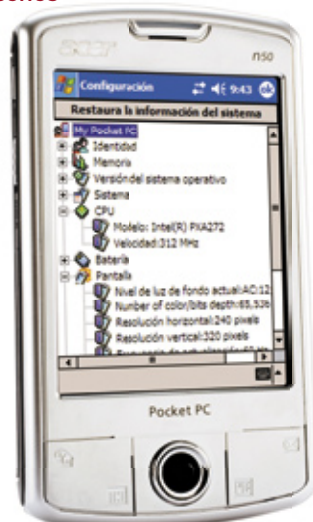 acer n50
Configuración 9:43 ok
Restaura la información del sistema
My Pocket PC
Identidad
Memoria
Versión del sistema operativo
Sistema
CPU
Modelo: Intel(R) PXA272
Velocidad:312 MHz
Batería
Pantalla
Nivel de luz de fondo actual:AC:12
Number of color/bits depth:65,536
Resolución horizontal:240 pixels
Resolución vertical:320 pixels
Pocket PC